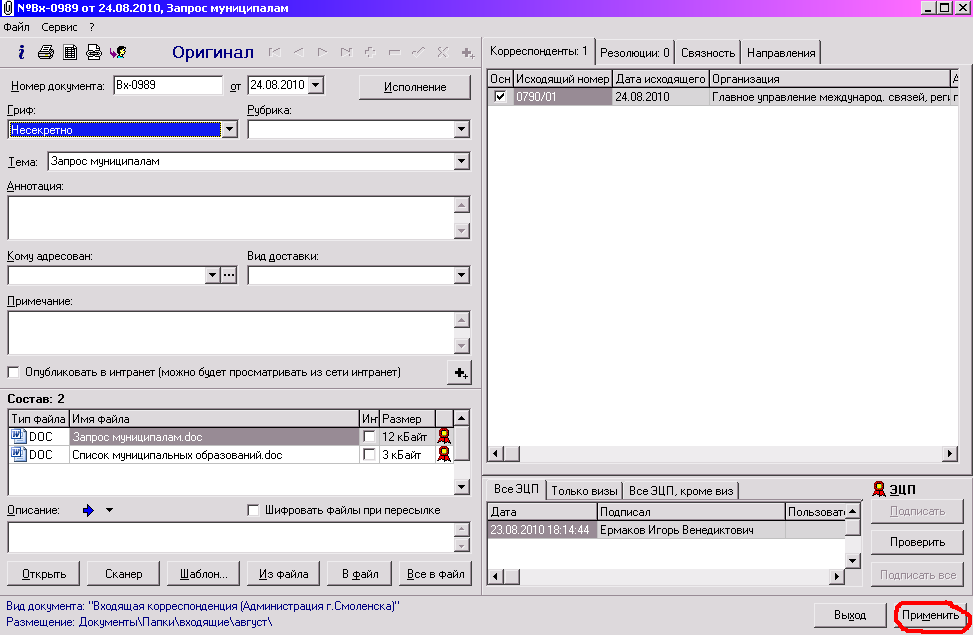 №Вх-0989 от 24.08.2010, Запрос муниципалам
Файл Сервис ?
Оригинал
Номер документа: Вх-0989 от 24.08.2010 Исполнение
Гриф: Рубрика:
Несекретно
Тема: Запрос муниципалам
Аннотация:
Кому адресован: Вид доставки:
Примечание:
Опубликовать в интранет (можно будет просматривать из сети интранет)
Состав: 2
Тип файла Имя файла Инт Размер
DOC Запрос муниципалам.doc 12 кБайт
DOC Список муниципальных образований.doc 3 кБайт
Описание: Шифровать файлы при пересылке
Открыть Сканер Шаблон... Из файла В файл Все в файл
Корреспонденты: 1 Резолюции: 0 Связность Направления
Осн Исходящий номер Дата исходящего Организация А
0790/01 24.08.2010 Главное управление международ. связей, реги г
Все ЭЦП Только визы Все ЭЦП, кроме виз
Дата Подписал Пользоват
23.08.2010 18:14:44 Ермаков Игорь Венедиктович
ЭЦП
Подписать
Проверить
Подписать все
Вид документа: "Входящая корреспонденция (Администрация г.Смоленска)"
Размещение: Документы\Папки\входящие\август\
Выход Применить